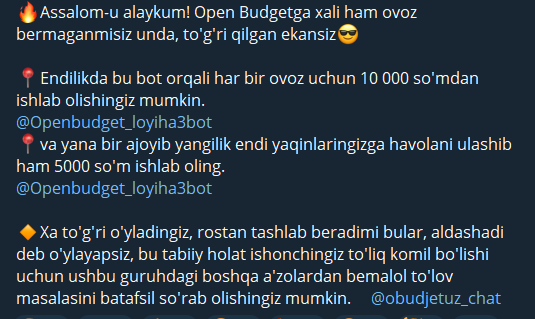 🔥Assalom-u alaykum! Open Budgetga xali ham ovoz
bermaganmisiz unda, to'g'ri qilgan ekansiz😎
📍Endilikda bu bot orqali har bir ovoz uchun 10 000 so'mdan
ishlab olishingiz mumkin.
@Openbudget_loyiha3bot
📍va yana bir ajoyib yangilik endi yaqinlaringizga havolani ulashib
ham 5000 so'm ishlab oling.
@Openbudget_loyiha3bot
🔸Xa to'g'ri o'yladingiz, rostan tashlab beradimi bular, aldashadi
deb o'ylayapsiz, bu tabiiy holat ishonchingiz to'liq komil bo'lishi
uchun ushbu guruhdagi boshqa a'zolardan bemalol to'lov
masalasini batafsil so'rab olishingiz mumkin. @obudjetuz_chat